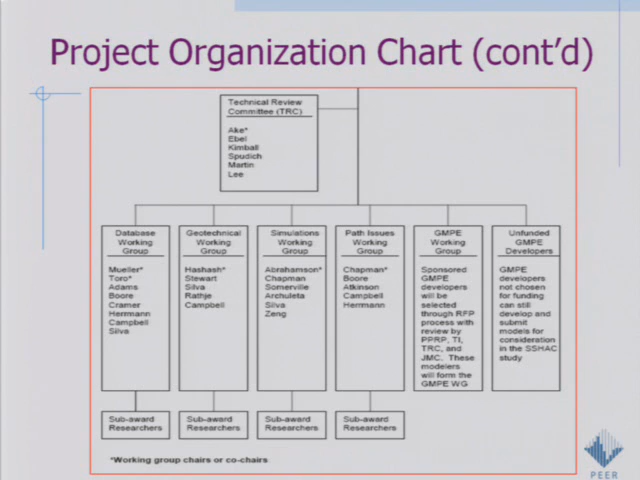 Project Organization Chart (cont'd)
Technical Review
Committee (TRC)
Ake*
Ebel
Kimball
Spudich
Martin
Lee
Database
Working
Group
Mueller*
Toro*
Adams
Boore
Cramer
Herrmann
Campbell
Silva
Geotechnical
Working
Group
Hashash*
Stewart
Silva
Rathje
Campbell
Simulations
Working
Group
Abrahamson*
Chapman
Somerville
Archuleta
Silva
Zeng
Path Issues
Working
Group
Chapman*
Boore
Atkinson
Campbell
Herrmann
GMPE
Working
Group
Sponsored
GMPE
developers
will be
selected
through RFP
process with
review by
PPRP, TI,
TRC, and
JMC. These
modelers
will form the
GMPE WG
Unfunded
GMPE
Developers
GMPE
developers
not chosen
for funding
can still
develop and
submit
models for
consideration
in the SSHAC
study
Sub-award
Researchers
Sub-award
Researchers
Sub-award
Researchers
Sub-award
Researchers
*Working group chairs or co-chairs
PEER